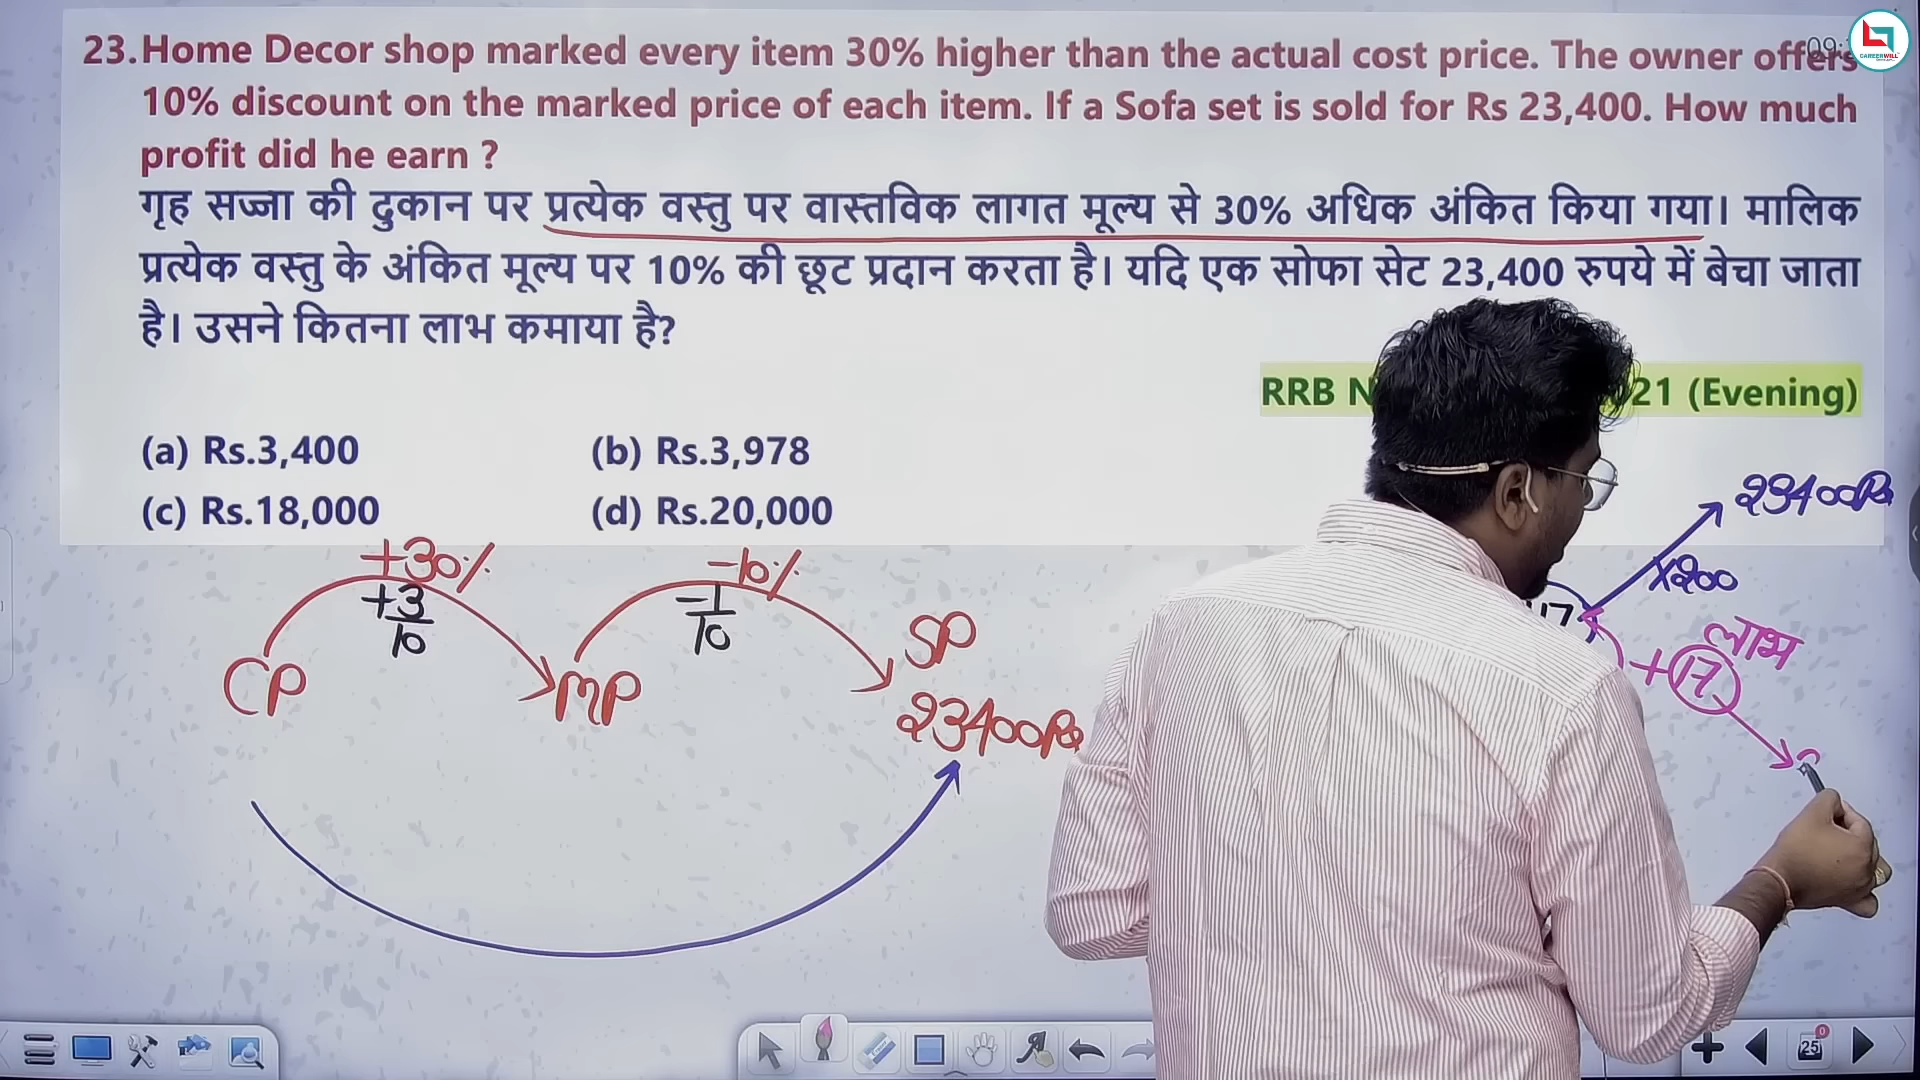 23. Home Decor shop marked every item 30% higher than the actual cost price. The owner offers
10% discount on the marked price of each item. If a Sofa set is sold for Rs 23,400. How much
profit did he earn ?
गृह सज्जा की दुकान पर प्रत्येक वस्तु पर वास्तविक लागत मूल्य से 30% अधिक अंकित किया गया। मालिक
प्रत्येक वस्तु के अंकित मूल्य पर 10% की छूट प्रदान करता है। यदि एक सोफा सेट 23,400 रुपये में बेचा जाता
है। उसने कितना लाभ कमाया है?
RRB 21 (Evening)
(a) Rs.3,400 (b) Rs.3,978
(c) Rs.18,000 (d) Rs.20,000
CAREERWILL
+30% -10%
+3/10 -1/10
CP MP SP
23400Rs
23400Rs
×200
लाभ
+17
25
0